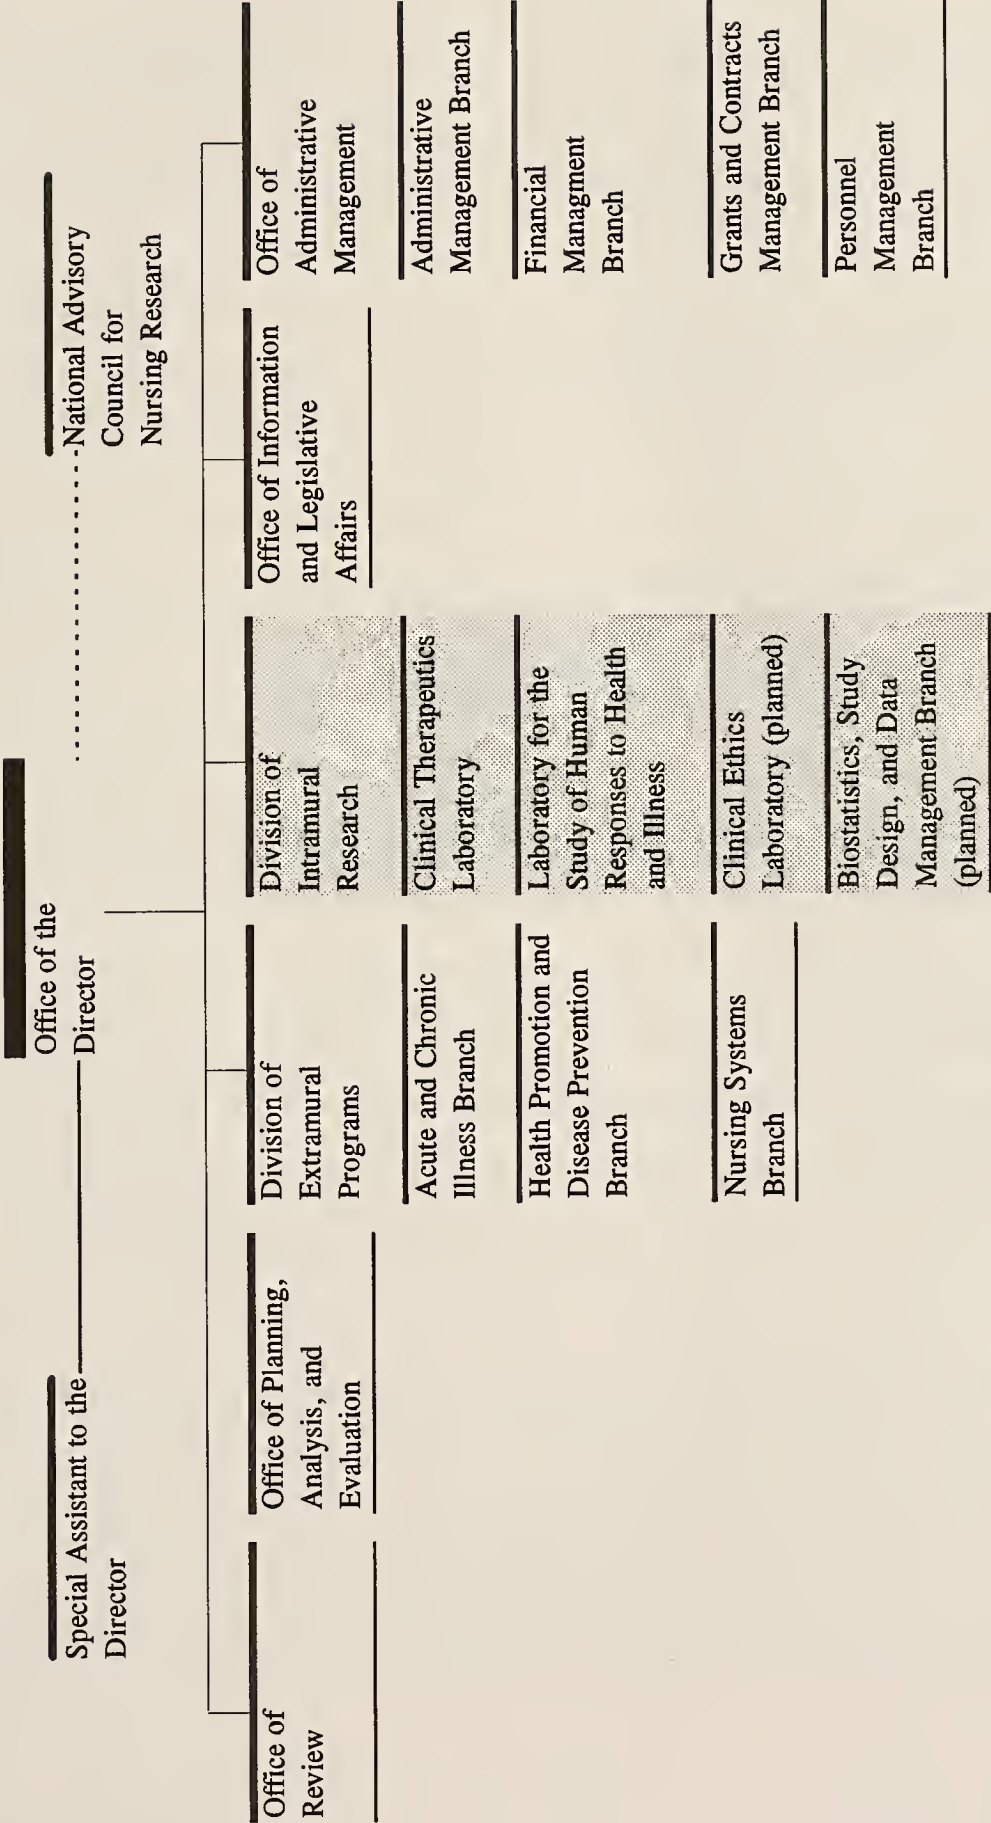 Office of the
Director
Special Assistant to the
Director
National Advisory
Council for
Nursing Research
Office of
Review
Office of Planning,
Analysis, and
Evaluation
Division of
Extramural
Programs
Acute and Chronic
Illness Branch
Health Promotion and
Disease Prevention
Branch
Nursing Systems
Branch
Division of
Intramural
Research
Clinical Therapeutics
Laboratory
Laboratory for the
Study of Human
Responses to Health
and Illness
Clinical Ethics
Laboratory (planned)
Biostatistics, Study
Design, and Data
Management Branch
(planned)
Office of Information
and Legislative
Affairs
Office of
Administrative
Management
Administrative
Management Branch
Financial
Managment
Branch
Grants and Contracts
Management Branch
Personnel
Management
Branch